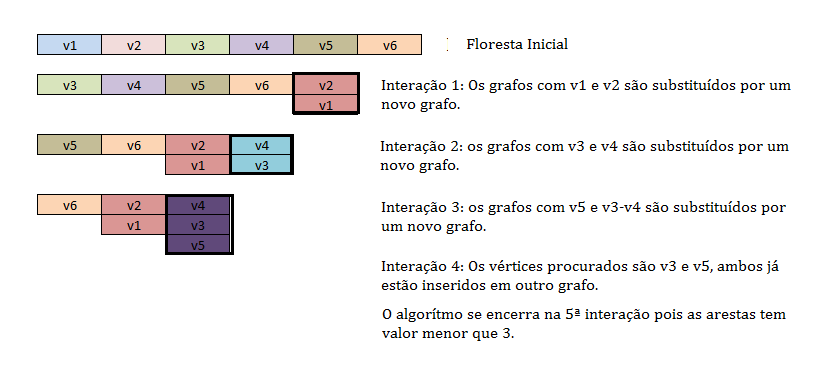 v1 v2 v3 v4 v5 v6 : Floresta Inicial
v3 v4 v5 v6 v2
v1
Interação 1: Os grafos com v1 e v2 são substituídos por um
novo grafo.
v5 v6 v2 v4
v1 v3
Interação 2: os grafos com v3 e v4 são substituídos por um
novo grafo.
v6 v2 v4
v1 v3
v5
Interação 3: os grafos com v5 e v3-v4 são substituídos por
um novo grafo.
Interação 4: Os vértices procurados são v3 e v5, ambos já
estão inseridos em outro grafo.
O algorítmo se encerra na 5ª interação pois as arestas tem
valor menor que 3.